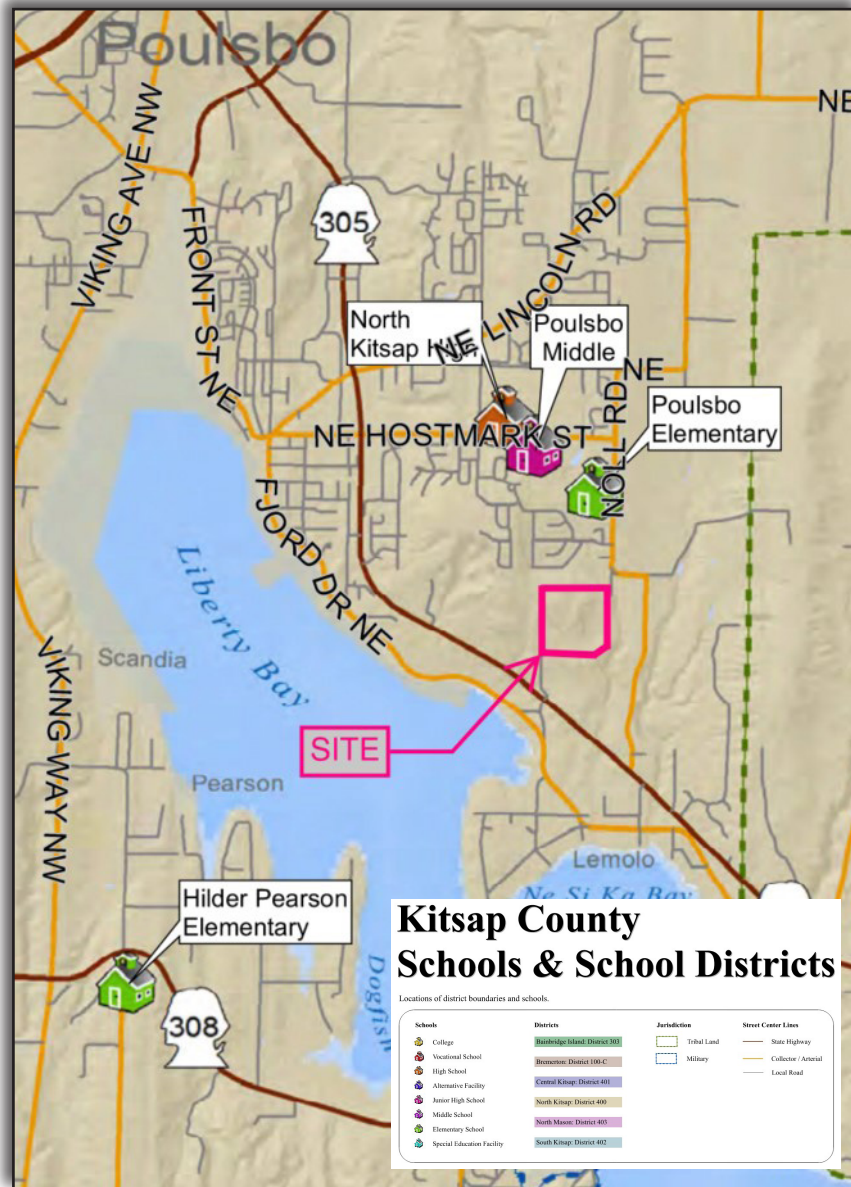 Poulsbo
NE
VIKING AVE NW
305
FRONT ST NE
NE LINCOLN RD
North
Kitsap
Poulsbo
Middle
NE
Poulsbo
Elementary
NE HOSTMARK ST
NOLL RD
FJORD DR NE
Liberty Bay
Scandia
VIKING WAY NW
SITE
Pearson
Lemolo
Ne Si Ka Bay
Hilder Pearson
Elementary
Dogfish
308
Kitsap County
Schools & School Districts
Locations of district boundaries and schools.
Schools
College
Vocational School
High School
Alternative Facility
Junior High School
Middle School
Elementary School
Special Education Facility
Districts
Bainbridge Island: District 303
Bremerton: District 100-C
Central Kitsap: District 401
North Kitsap: District 400
North Mason: District 403
South Kitsap: District 402
Jurisdiction
Tribal Land
Military
Street Center Lines
State Highway
Collector / Arterial
Local Road